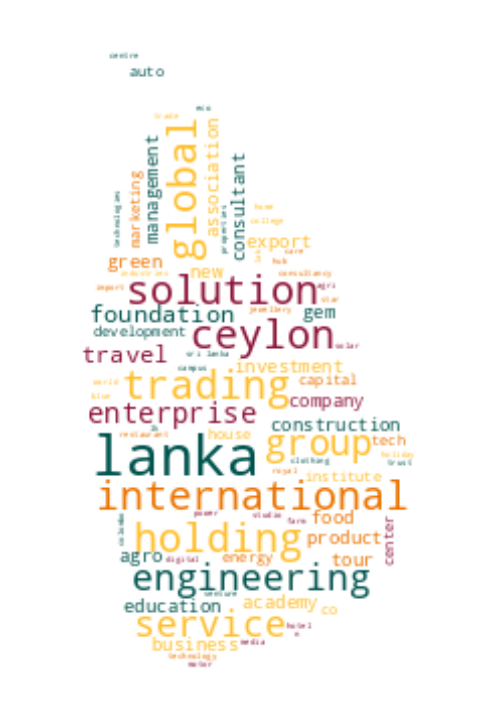 centre
auto
eco
trade
global
association
management
consultant
marketing
technologies
properties
home
college
export
green
new
industries
care
hub
consultancy
solution
import
agri
star
foundation
jewellery
gem
development
ceylon
solar
travel
sri lanka
campus
investment
world
trading
capital
blue
company
enterprise
construction
restaurant
house
group
tech
lanka
clothing
holiday
trust
royal
institute
international
power
studio
farm
food
holding
product
center
agro
digital
energy
tour
engineering
venture
education
academy
co
service
hotel
business
media
technology
motor